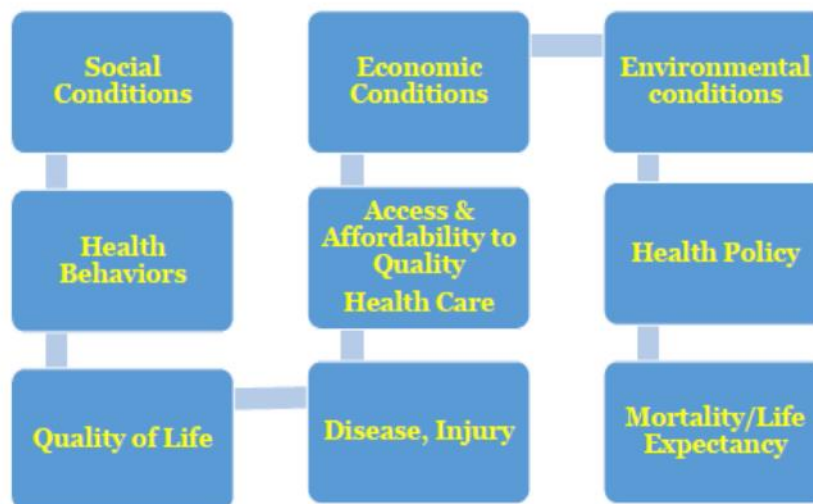 Social
Conditions
Economic
Conditions
Environmental
conditions
Health
Behaviors
Access &
Affordability to
Quality
Health Care
Health Policy
Quality of Life
Disease, Injury
Mortality/Life
Expectancy